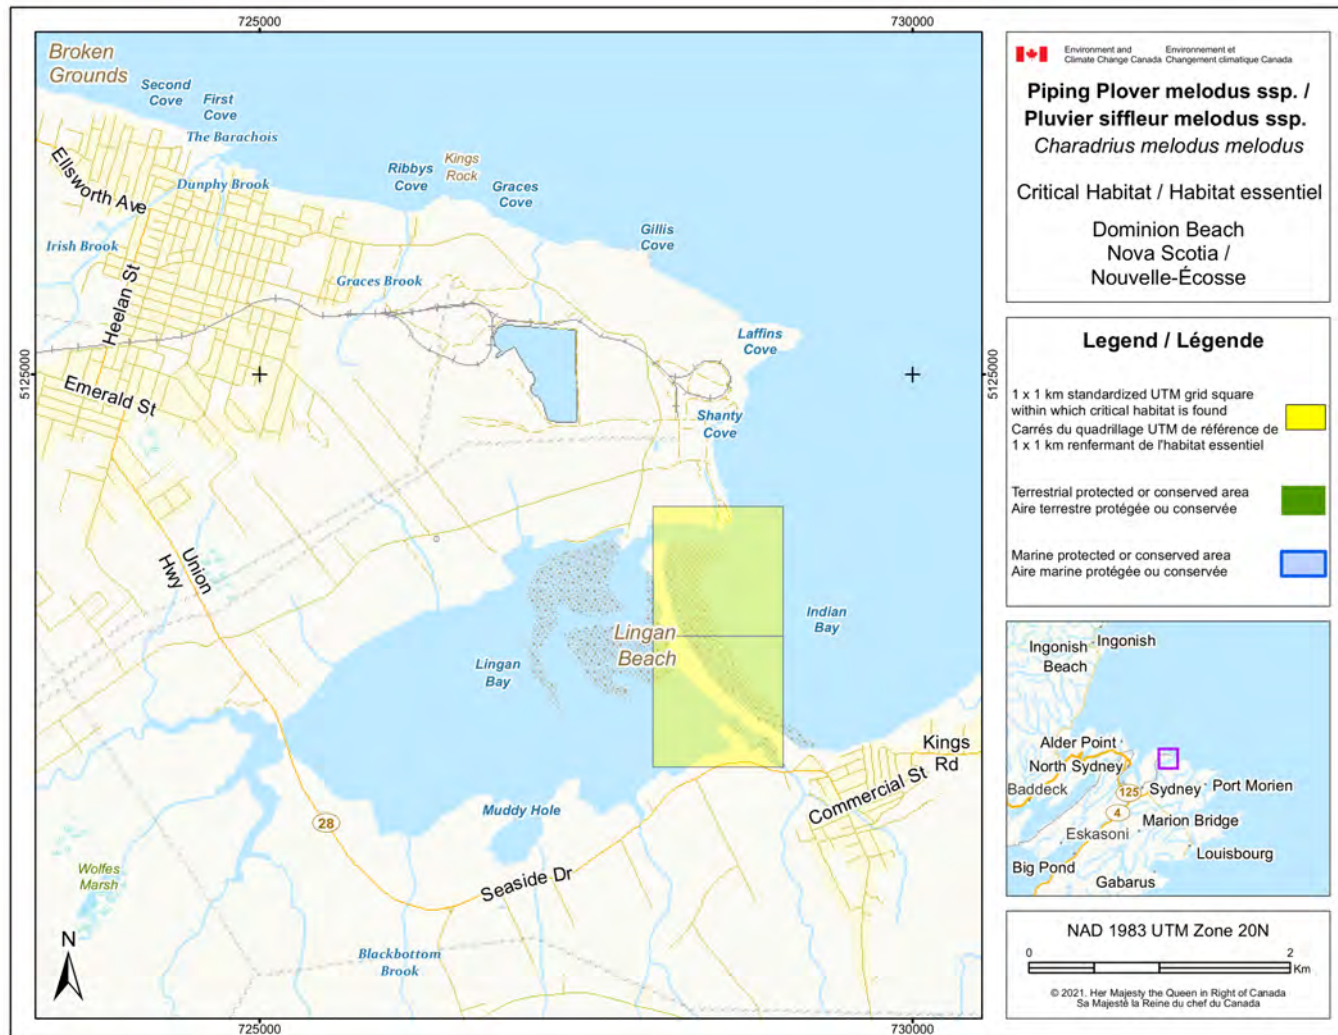 725000
730000
Broken
Grounds
Second
Cove
First
Cove
The Barachois
Ellsworth Ave
Dunphy Brook
Ribbys
Cove
Kings
Rock
Graces
Cove
Gillis
Cove
Irish Brook
Graces Brook
Heelan St
Laffins
Cove
5125000
5125000
Emerald St
Shanty
Cove
Union
Hwy
Indian
Bay
Lingan
Beach
Lingan
Bay
Kings
Rd
Commercial St
Muddy Hole
28
Seaside Dr
Wolfes
Marsh
Blackbottom
Brook
N
725000
730000
Environment and
Climate Change Canada
Environnement et
Changement climatique Canada
Piping Plover melodus ssp. /
Pluvier siffleur melodus ssp.
Charadrius melodus melodus
Critical Habitat / Habitat essentiel
Dominion Beach
Nova Scotia /
Nouvelle-Écosse
Legend / Légende
1 x 1 km standardized UTM grid square
within which critical habitat is found
Carrés du quadrillage UTM de référence de
1 x 1 km renfermant de l'habitat essentiel
Terrestrial protected or conserved area
Aire terrestre protégée ou conservée
Marine protected or conserved area
Aire marine protégée ou conservée
Ingonish
Beach
Ingonish
Alder Point
North Sydney
Baddeck
125
Sydney
Port Morien
4
Marion Bridge
Eskasoni
Louisbourg
Big Pond
Gabarus
NAD 1983 UTM Zone 20N
0
2
Km
© 2021. Her Majesty the Queen in Right of Canada
Sa Majesté la Reine du chef du Canada